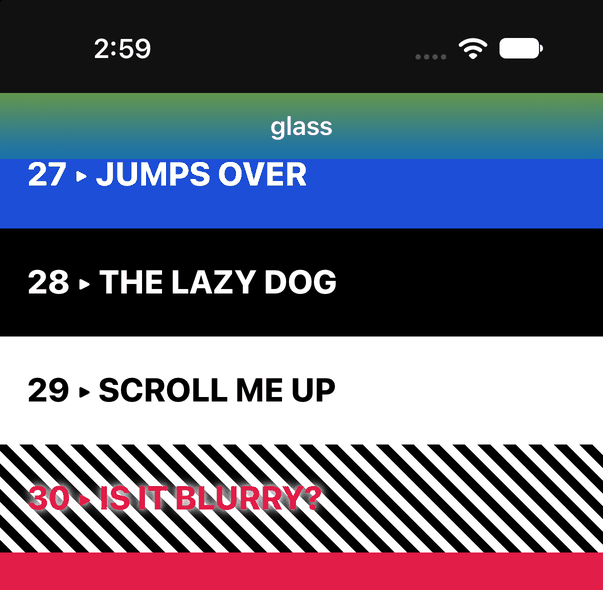 2:59
glass
27 ▸ JUMPS OVER
28 ▸ THE LAZY DOG
29 ▸ SCROLL ME UP
30 ▸ IS IT BLURRY?